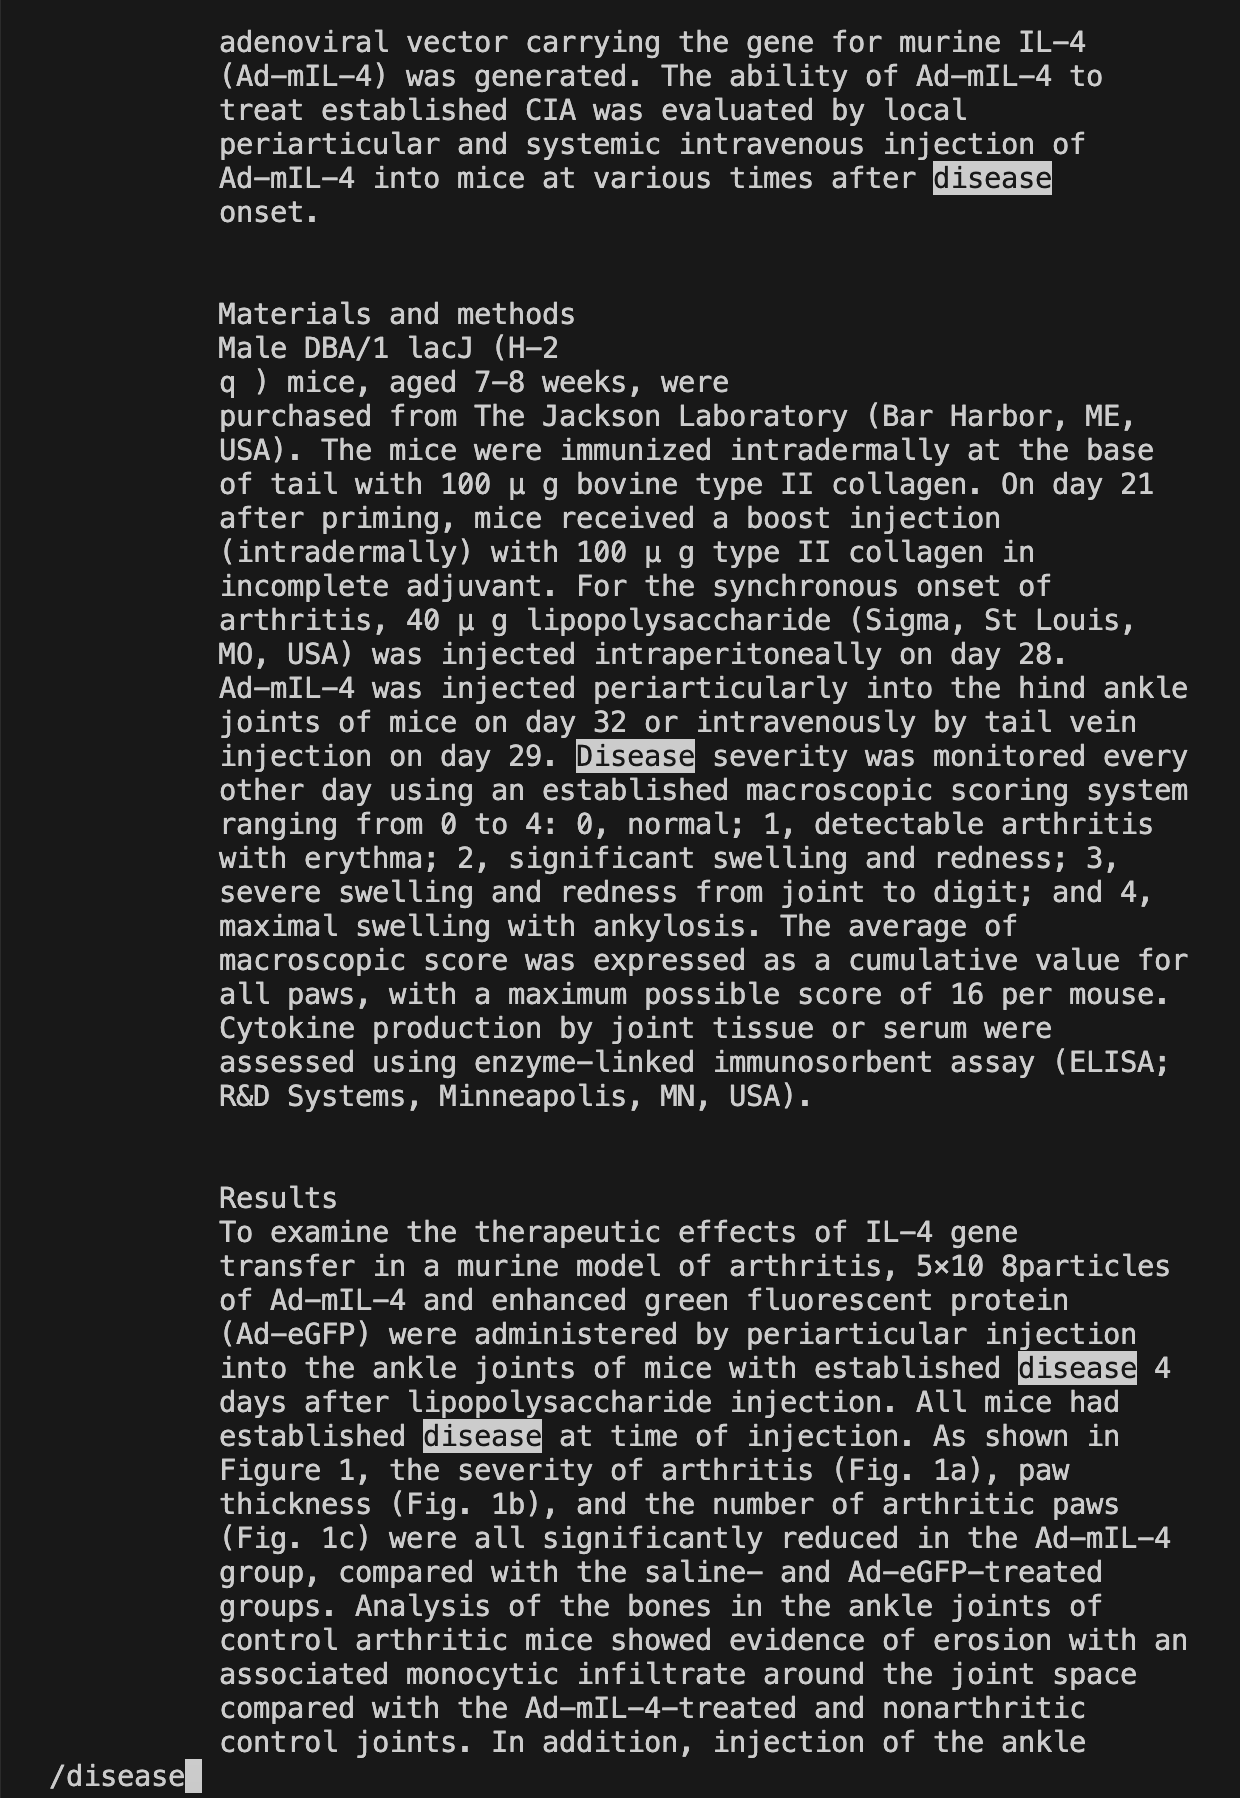 adenoviral vector carrying the gene for murine IL-4
(Ad-mIL-4) was generated. The ability of Ad-mIL-4 to
treat established CIA was evaluated by local
periarticular and systemic intravenous injection of
Ad-mIL-4 into mice at various times after disease
onset.
Materials and methods
Male DBA/1 lacJ (H-2
q ) mice, aged 7-8 weeks, were
purchased from The Jackson Laboratory (Bar Harbor, ME,
USA). The mice were immunized intradermally at the base
of tail with 100 μ g bovine type II collagen. On day 21
after priming, mice received a boost injection
(intradermally) with 100 μ g type II collagen in
incomplete adjuvant. For the synchronous onset of
arthritis, 40 μ g lipopolysaccharide (Sigma, St Louis,
MO, USA) was injected intraperitoneally on day 28.
Ad-mIL-4 was injected periarticularly into the hind ankle
joints of mice on day 32 or intravenously by tail vein
injection on day 29. Disease severity was monitored every
other day using an established macroscopic scoring system
ranging from 0 to 4: 0, normal; 1, detectable arthritis
with erythma; 2, significant swelling and redness; 3,
severe swelling and redness from joint to digit; and 4,
maximal swelling with ankylosis. The average of
macroscopic score was expressed as a cumulative value for
all paws, with a maximum possible score of 16 per mouse.
Cytokine production by joint tissue or serum were
assessed using enzyme-linked immunosorbent assay (ELISA;
R&D Systems, Minneapolis, MN, USA).
Results
To examine the therapeutic effects of IL-4 gene
transfer in a murine model of arthritis, 5×10 8particles
of Ad-mIL-4 and enhanced green fluorescent protein
(Ad-eGFP) were administered by periarticular injection
into the ankle joints of mice with established disease 4
days after lipopolysaccharide injection. All mice had
established disease at time of injection. As shown in
Figure 1, the severity of arthritis (Fig. 1a), paw
thickness (Fig. 1b), and the number of arthritic paws
(Fig. 1c) were all significantly reduced in the Ad-mIL-4
group, compared with the saline- and Ad-eGFP-treated
groups. Analysis of the bones in the ankle joints of
control arthritic mice showed evidence of erosion with an
associated monocytic infiltrate around the joint space
compared with the Ad-mIL-4-treated and nonarthritic
control joints. In addition, injection of the ankle
/disease